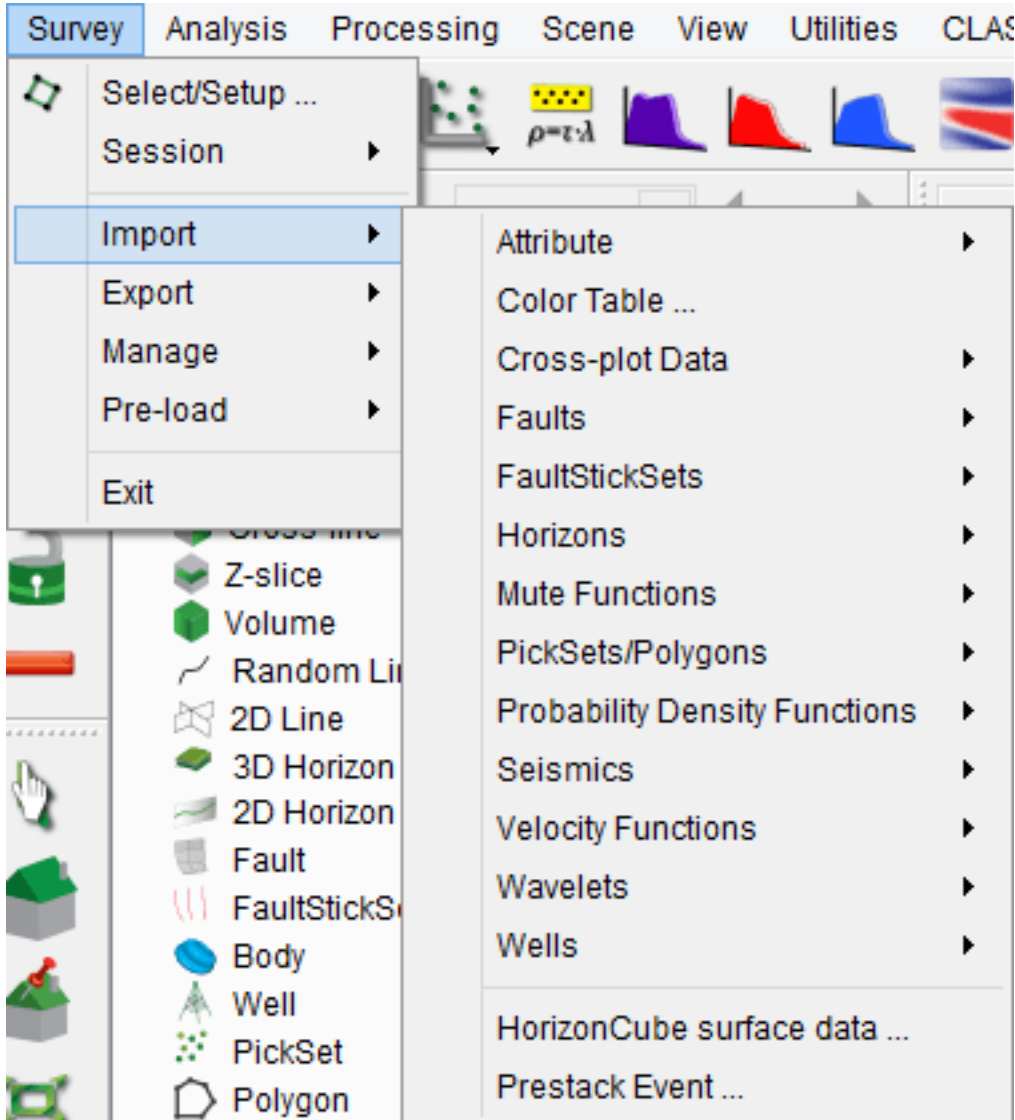 Survey Analysis Processing Scene View Utilities
Select/Setup ...
ρ=τ·λ
Session
Import
Export
Manage
Pre-load
Exit
Attribute
Color Table ...
Cross-plot Data
Faults
FaultStickSets
Horizons
Mute Functions
PickSets/Polygons
Probability Density Functions
Seismics
Velocity Functions
Wavelets
Wells
HorizonCube surface data ...
Prestack Event ...
Z-slice
Volume
Random
2D Line
3D Horizon
2D Horizon
Fault
Body
Well
PickSet
Polygon